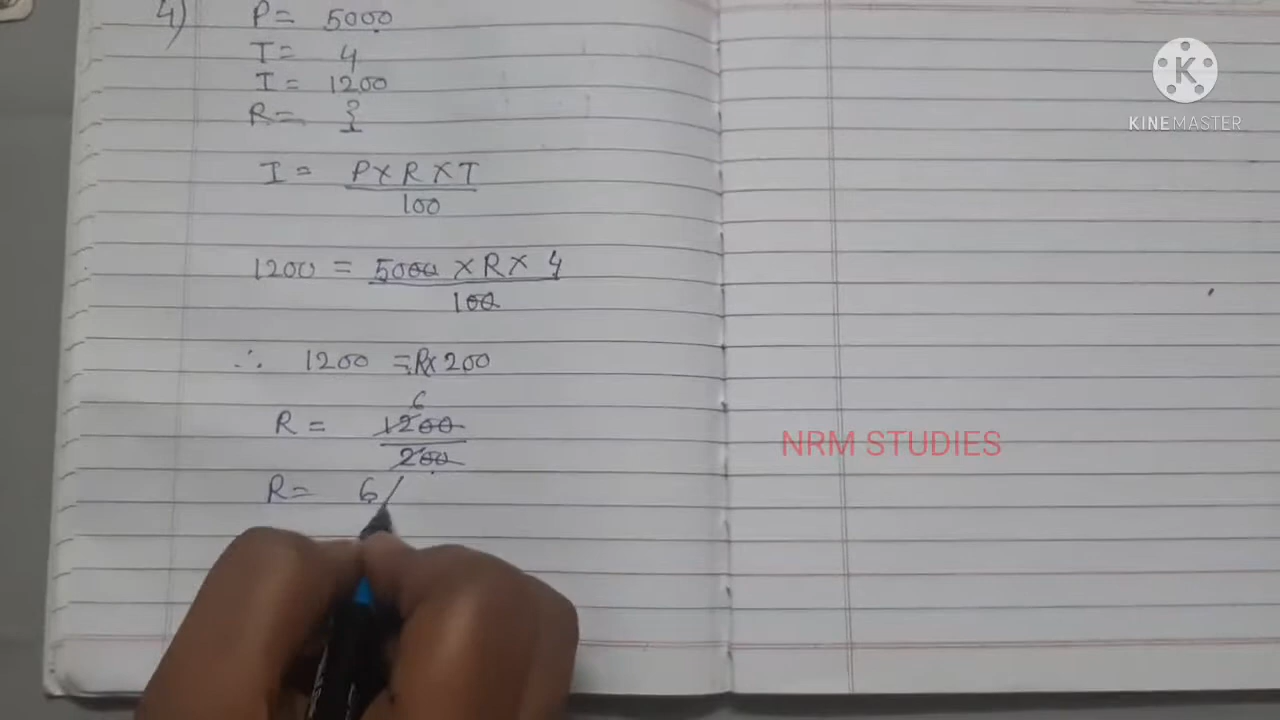 4) P = 5000
T = 4
I = 1200
R = ?
I = P × R × T
100
1200 = 5000 × R × 4
100
∴ 1200 = R × 200
6
R = 1200
200
R = 6/
K
KINEMASTER
NRM STUDIES